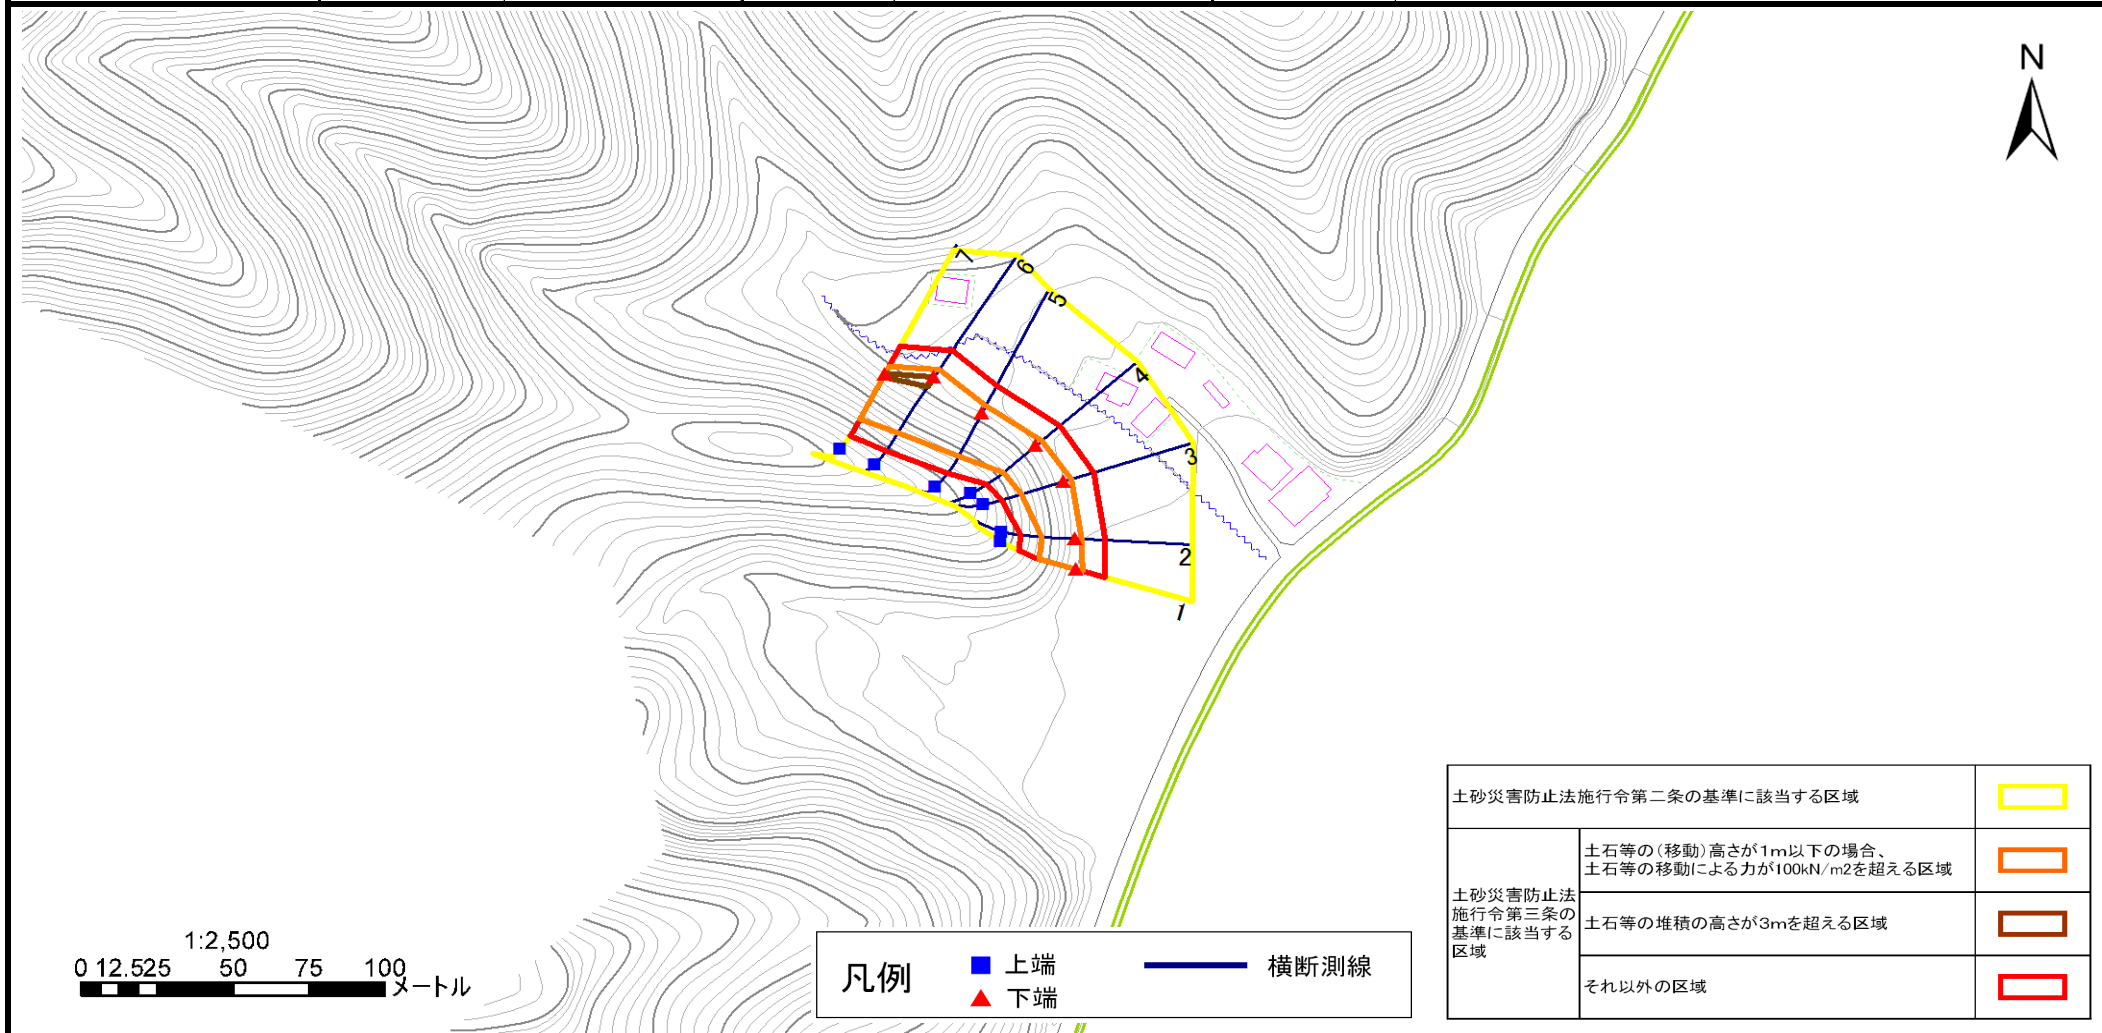 N
7
6
5
4
3
2
1
1:2,500
0 12.525 50 75 100
メートル
凡例
上端
下端
横断測線
土砂災害防止法施行令第二条の基準に該当する区域
土砂災害防止法
施行令第三条の
基準に該当する
区域
土石等の(移動)高さが1m以下の場合、
土石等の移動による力が100kN/m2を超える区域
土石等の堆積の高さが3mを超える区域
それ以外の区域